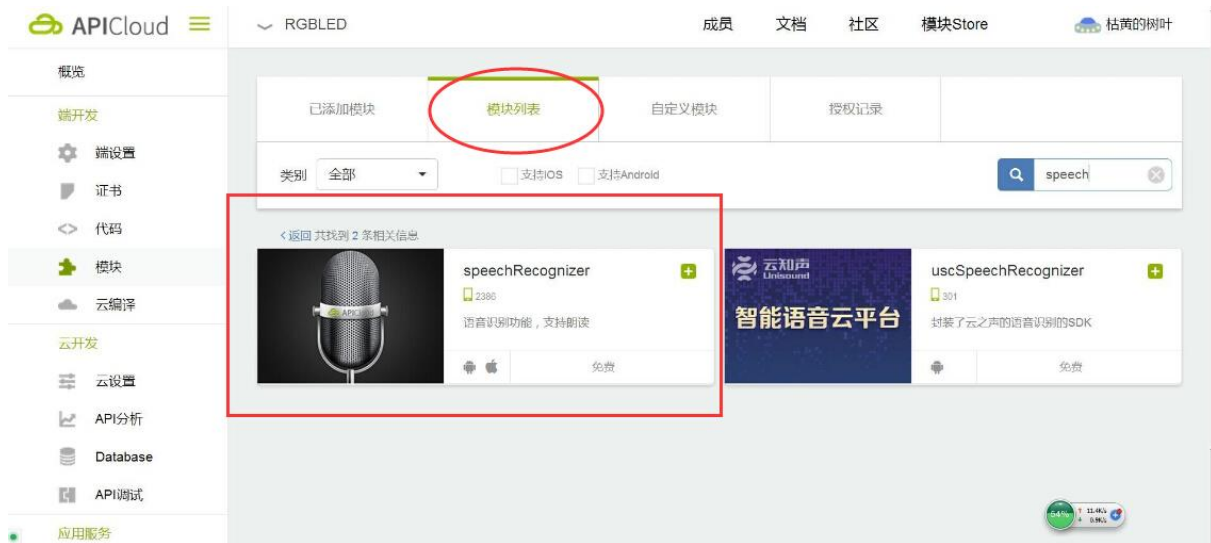 APICloud
RGBLED
成员 文档 社区 模块Store 枯黄的树叶
概览
端开发
端设置
证书
代码
模块
云编译
云开发
云设置
API分析
Database
API调试
应用服务
已添加模块 模块列表 自定义模块 授权记录
类别 全部 支持IOS 支持Android speech
<返回 共找到 2 条相关信息
APICloud
speechRecognizer
2386
语音识别功能，支持朗读
免费
云知声
Unisound
智能语音云平台
uscSpeechRecognizer
301
封装了云之声的语音识别的SDK
免费
11.4K/s
0.9K/s